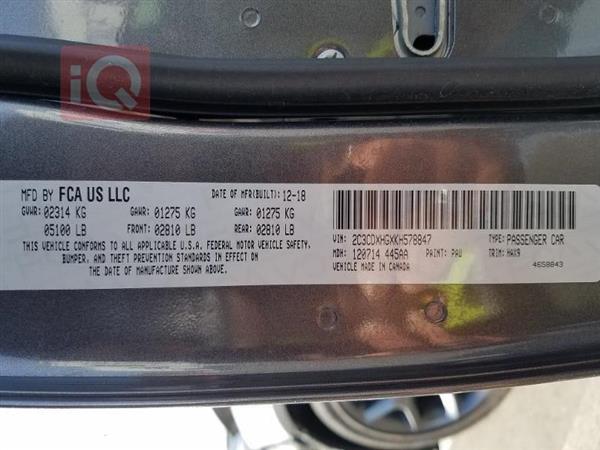 iQ
MFD BY FCA US LLC DATE OF MFR(BUILT): 12-18
GVWR: 02314 KG GAWR: 01275 KG GAWR: 01275 KG
05100 LB FRONT: 02810 LB REAR: 02810 LB
THIS VEHICLE CONFORMS TO ALL APPLICABLE U.S.A. FEDERAL MOTOR VEHICLE SAFETY,
BUMPER, AND THEFT PREVENTION STANDARDS IN EFFECT ON
THE DATE OF MANUFACTURE SHOWN ABOVE.
VIN: 2C3CDXHGXKH578847 TYPE: PASSENGER CAR
MDH: 120714 445AA PAINT: PAU TRIM: HAX9
VEHICLE MADE IN CANADA 4658843